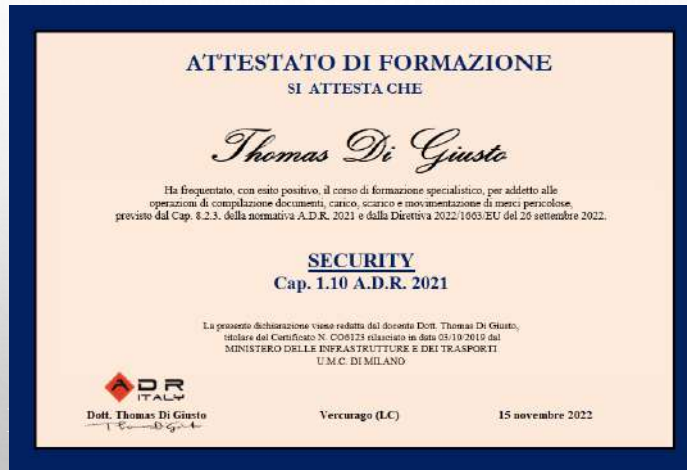 ATTESTATO DI FORMAZIONE
SI ATTESTA CHE
Thomas Di Giusto
Ha frequentato, con esito positivo, il corso di formazione specialistico, per addetto alle
operazioni di compilazione documenti, carico, scarico e movimentazione di merci pericolose,
previsto dal Cap. 8.2.3. della normativa A.D.R. 2021 e dalla Direttiva 2022/1663/EU del 26 settembre 2022.
SECURITY
Cap. 1.10 A.D.R. 2021
La presente dichiarazione viene redatta dal docente Dott. Thomas Di Giusto,
titolare del Certificato N. CO6123 rilasciato in data 03/10/2019 dal
MINISTERO DELLE INFRASTRUTTURE E DEI TRASPORTI
U.M.C. DI MILANO
ADR
ITALY
Dott. Thomas Di Giusto Vercurago (LC) 15 novembre 2022
Thomas Di Giusto